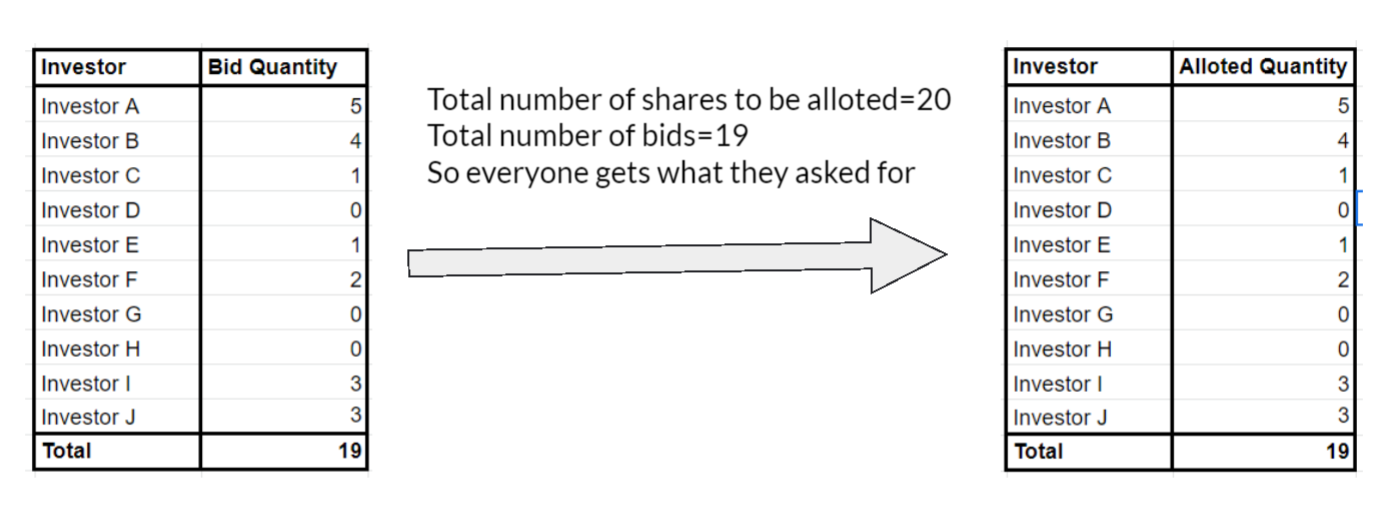 Investor Bid Quantity
Investor A 5
Investor B 4
Investor C 1
Investor D 0
Investor E 1
Investor F 2
Investor G 0
Investor H 0
Investor I 3
Investor J 3
Total 19
Total number of shares to be alloted=20
Total number of bids=19
So everyone gets what they asked for
Investor Alloted Quantity
Investor A 5
Investor B 4
Investor C 1
Investor D 0
Investor E 1
Investor F 2
Investor G 0
Investor H 0
Investor I 3
Investor J 3
Total 19